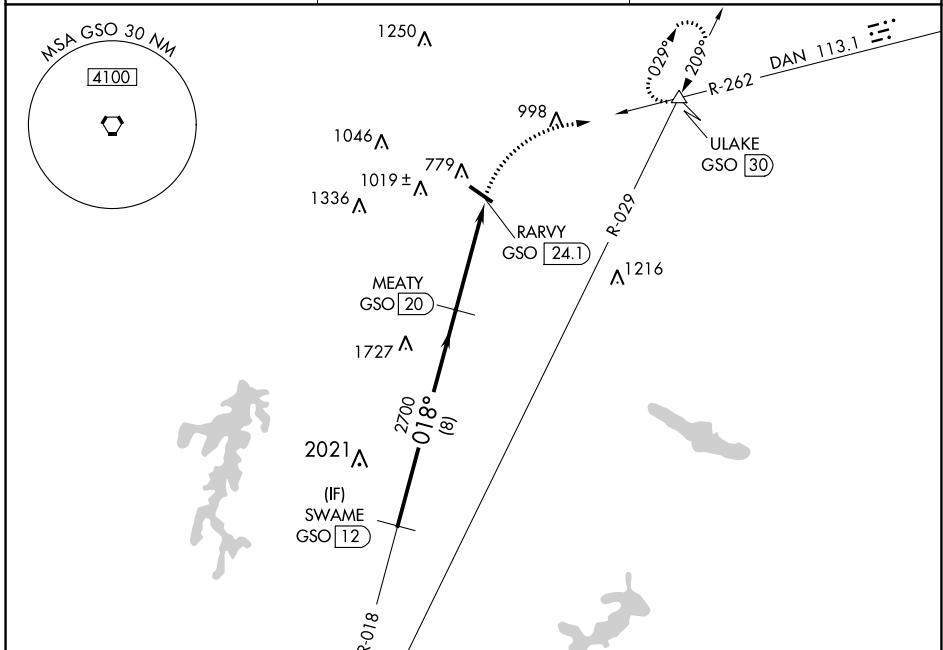 MSA GSO 30 NM
4100
1250
029°
209°
DAN 113.1
R-262
998
ULAKE
GSO 30
1046
779
1019 ±
1336
RARVY
GSO 24.1
R-029
1216
MEATY
GSO 20
1727
2700
018°
(8)
2021
(IF)
SWAME
GSO 12
R-018